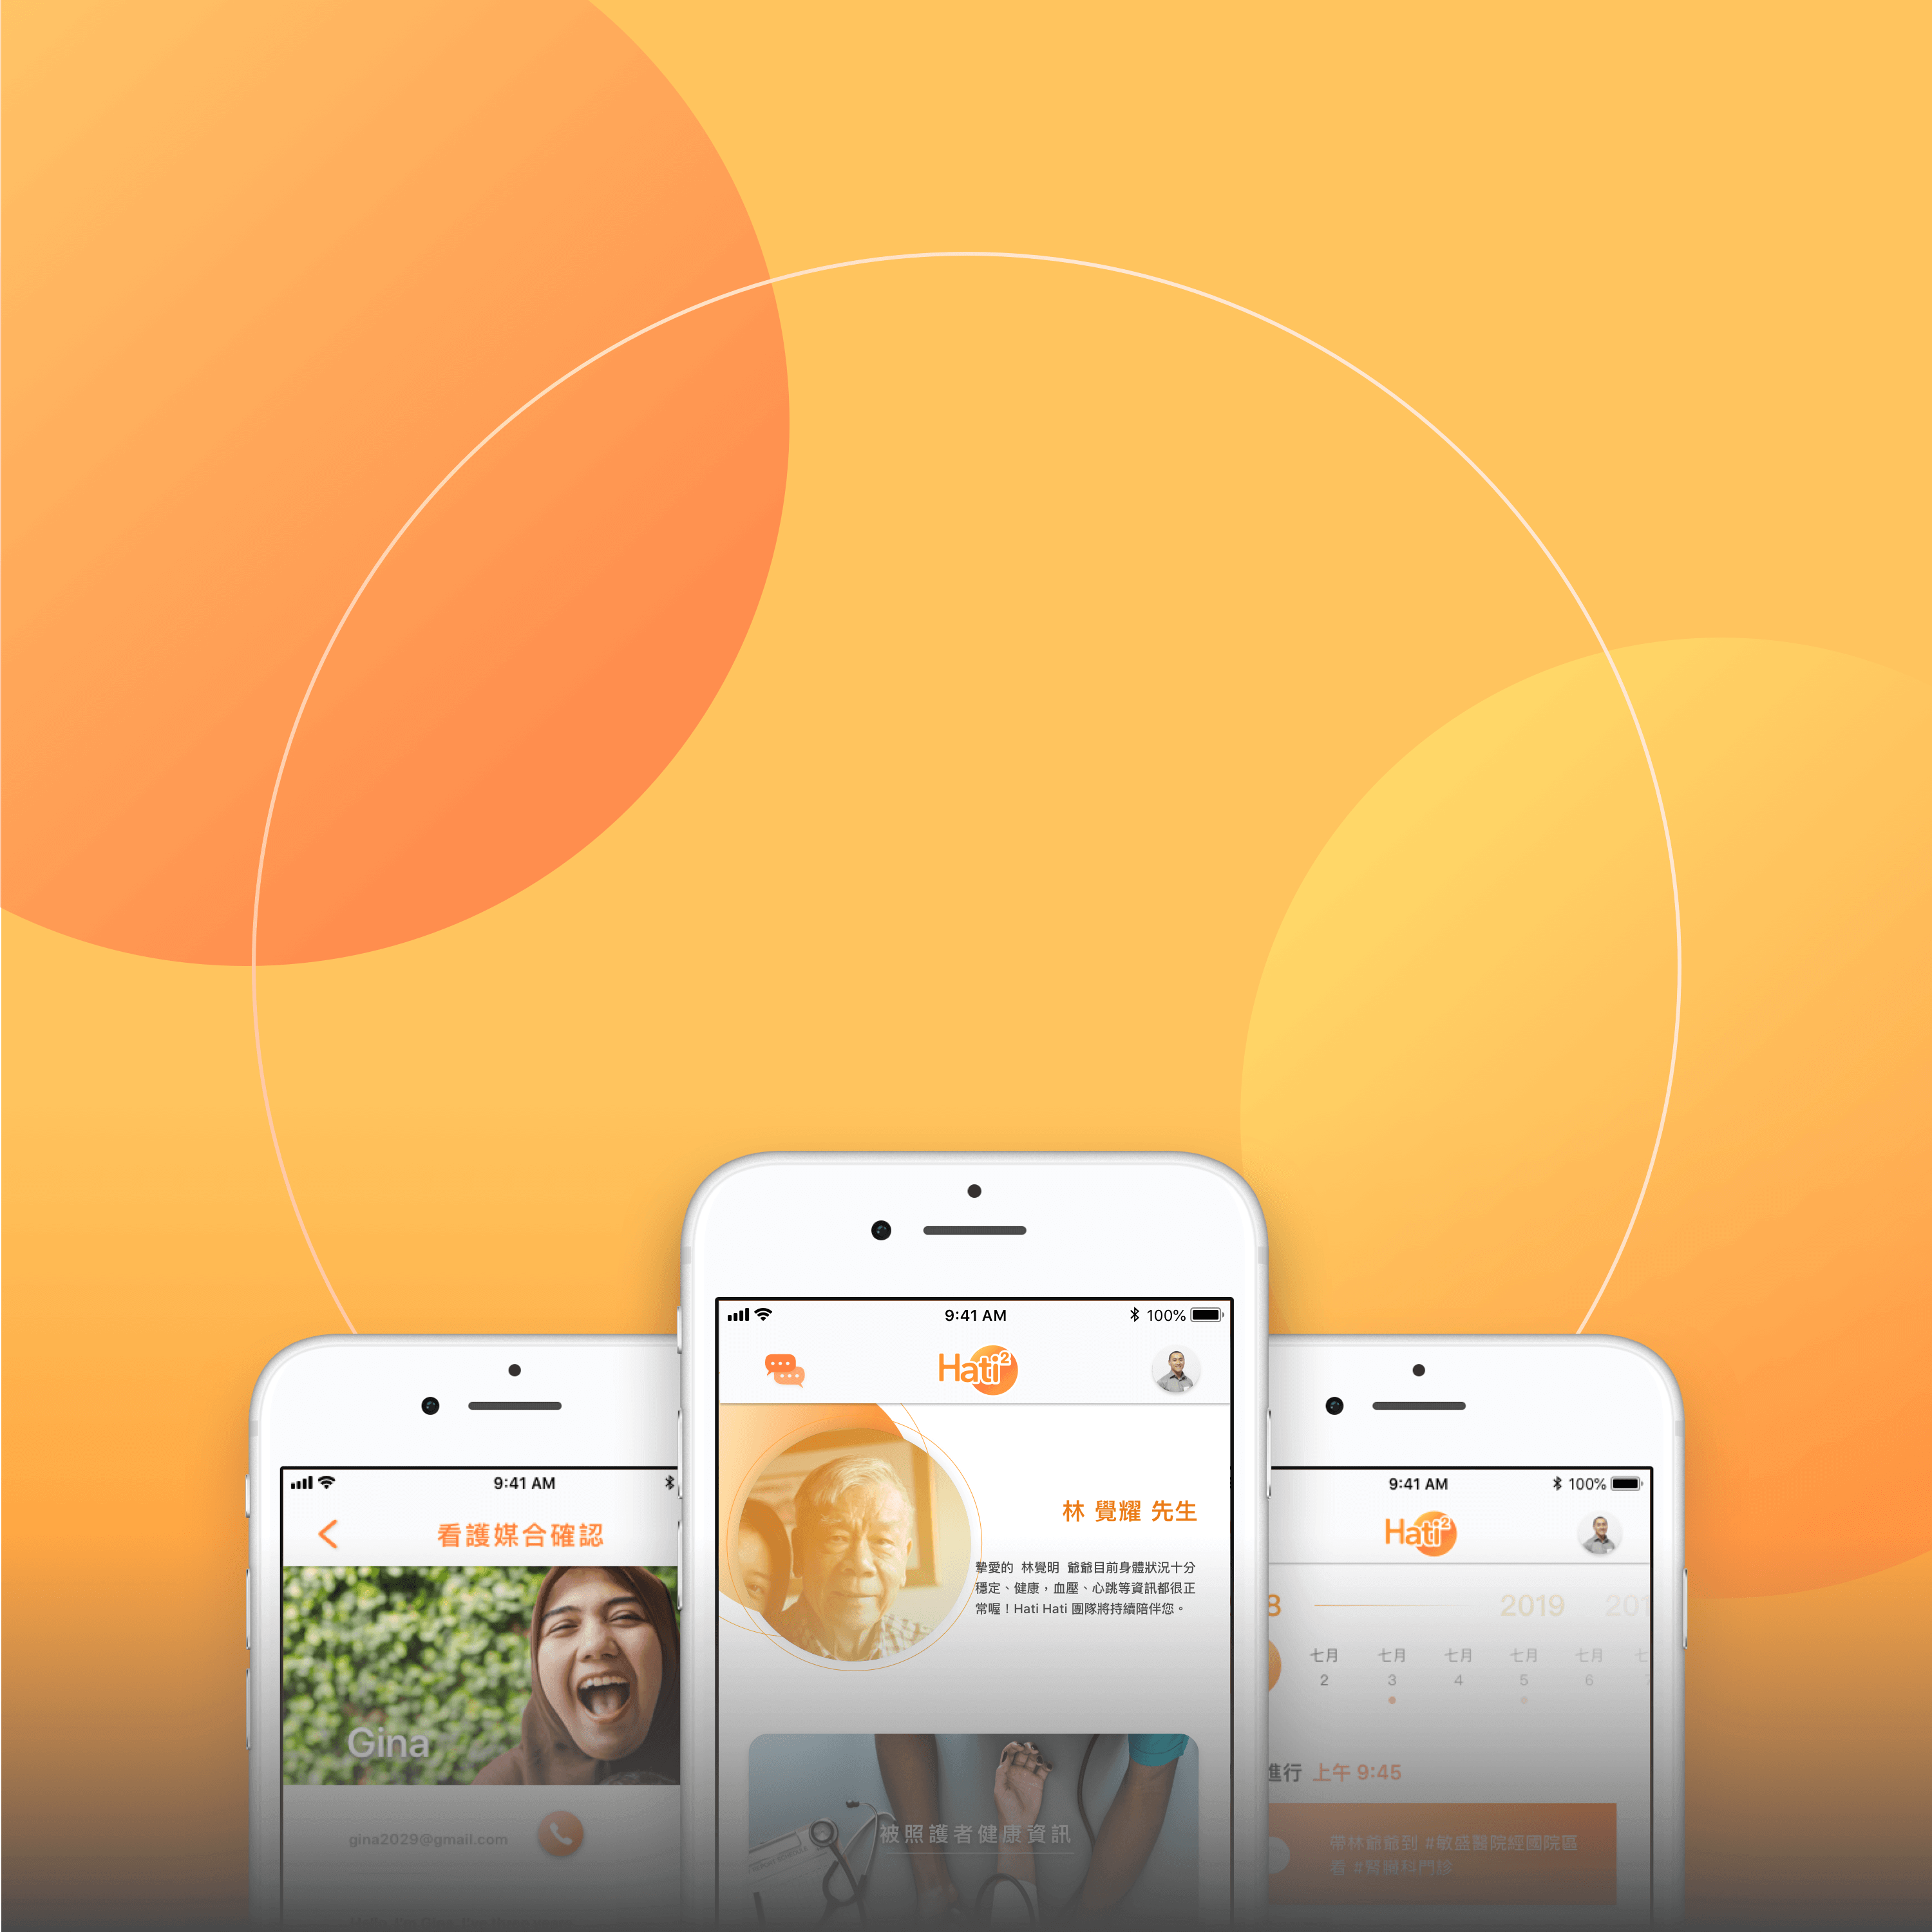 9:41 AM
看護媒合確認
Gina
gina2029@gmail.com
9:41 AM
100%
Hati2
林 覺耀 先生
摯愛的 林覺明 爺爺目前身體狀況十分
穩定、健康，血壓、心跳等資訊都很正
常喔！Hati Hati 團隊將持續陪伴您。
被照護者健康資訊
9:41 AM
100%
Hati2
8
2019
201
七月
七月
七月
七月
七月
2
3
4
5
6
進行 上午 9:45
帶林爺爺到 #敏盛醫院經國院區
看 #腎臟科門診